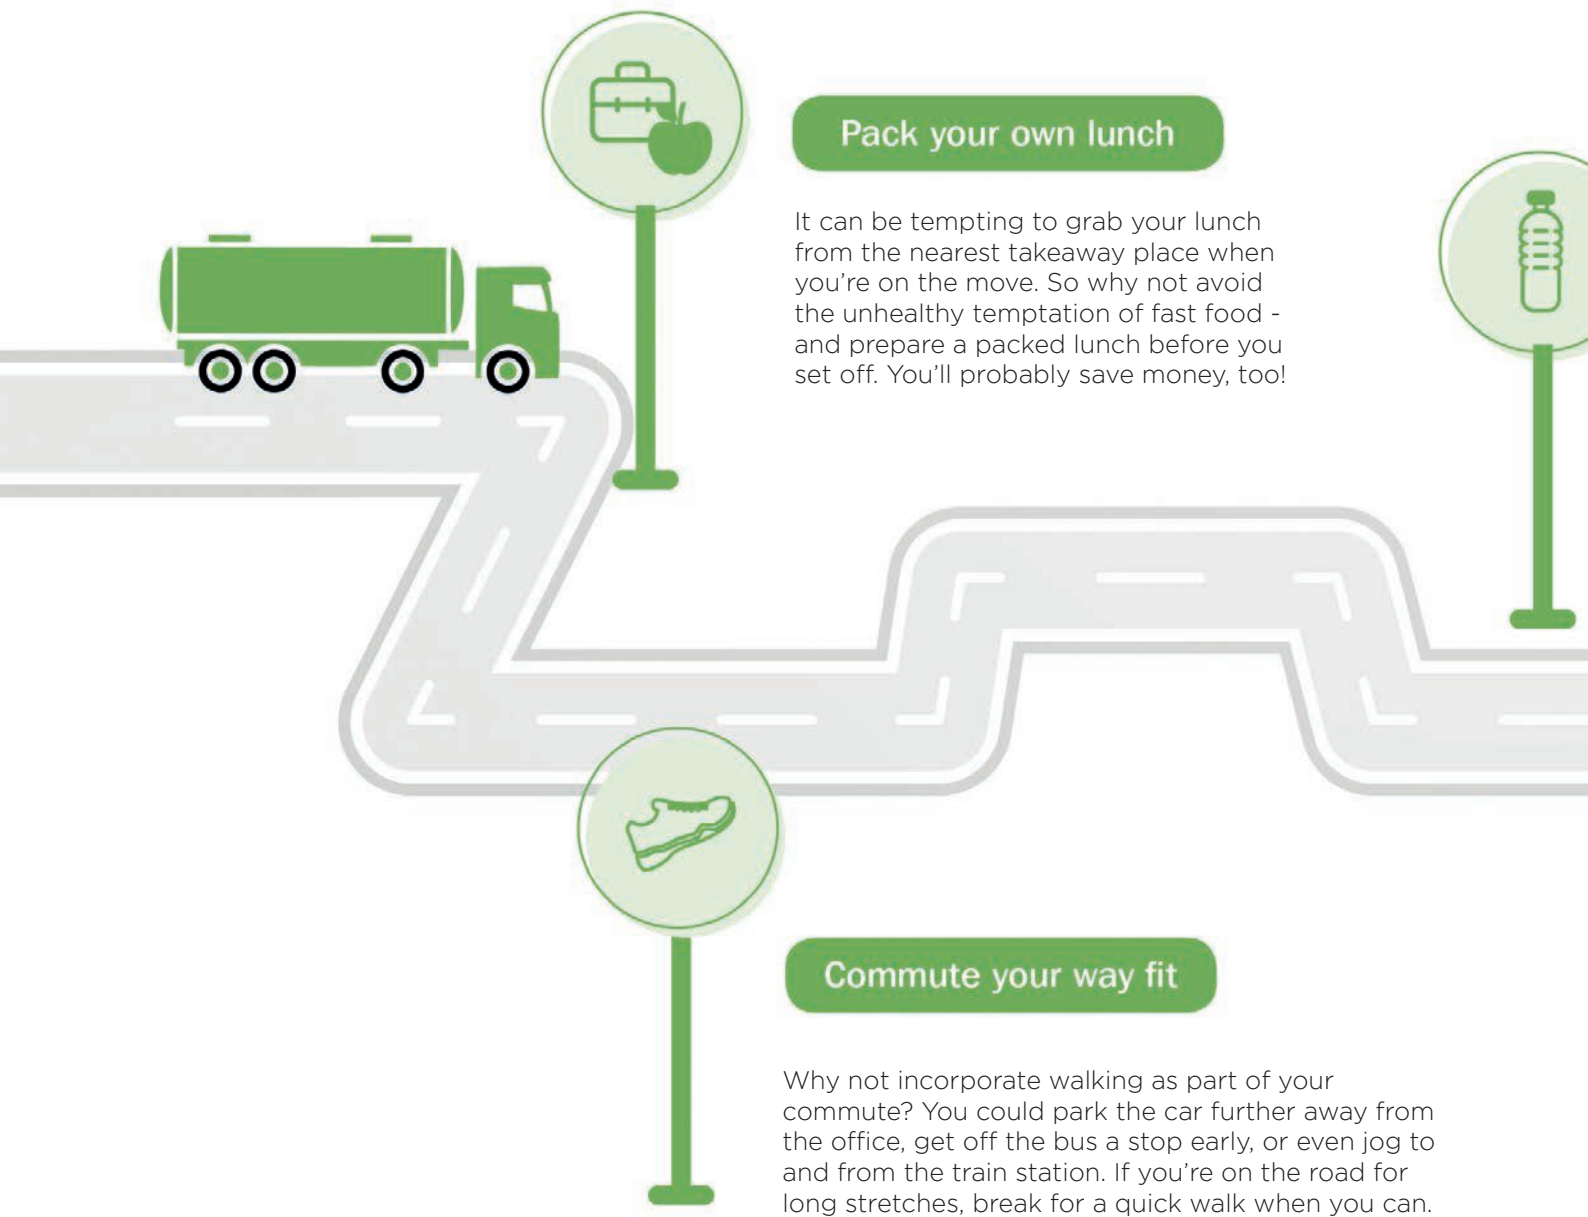 Pack your own lunch
It can be tempting to grab your lunch
from the nearest takeaway place when
you're on the move. So why not avoid
the unhealthy temptation of fast food -
and prepare a packed lunch before you
set off. You'll probably save money, too!
Commute your way fit
Why not incorporate walking as part of your
commute? You could park the car further away from
the office, get off the bus a stop early, or even jog to
and from the train station. If you're on the road for
long stretches, break for a quick walk when you can.